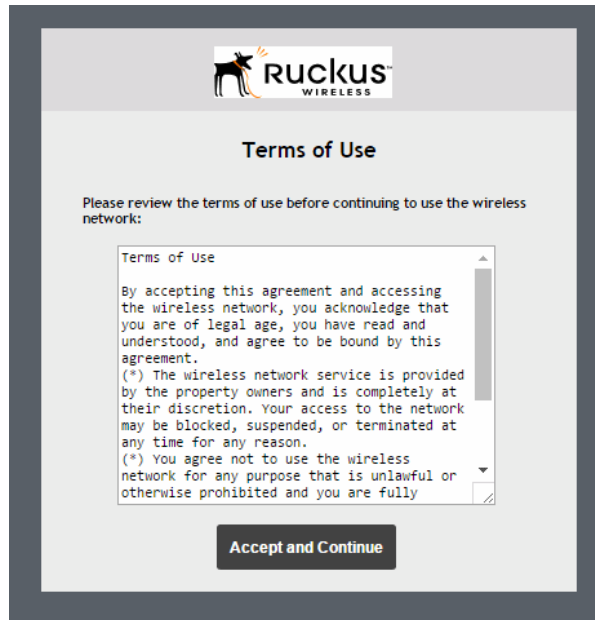 RUCKUS™
WIRELESS
Terms of Use
Please review the terms of use before continuing to use the wireless
network:
Terms of Use
By accepting this agreement and accessing
the wireless network, you acknowledge that
you are of legal age, you have read and
understood, and agree to be bound by this
agreement.
(*) The wireless network service is provided
by the property owners and is completely at
their discretion. Your access to the network
may be blocked, suspended, or terminated at
any time for any reason.
(*) You agree not to use the wireless
network for any purpose that is unlawful or
otherwise prohibited and you are fully
Accept and Continue